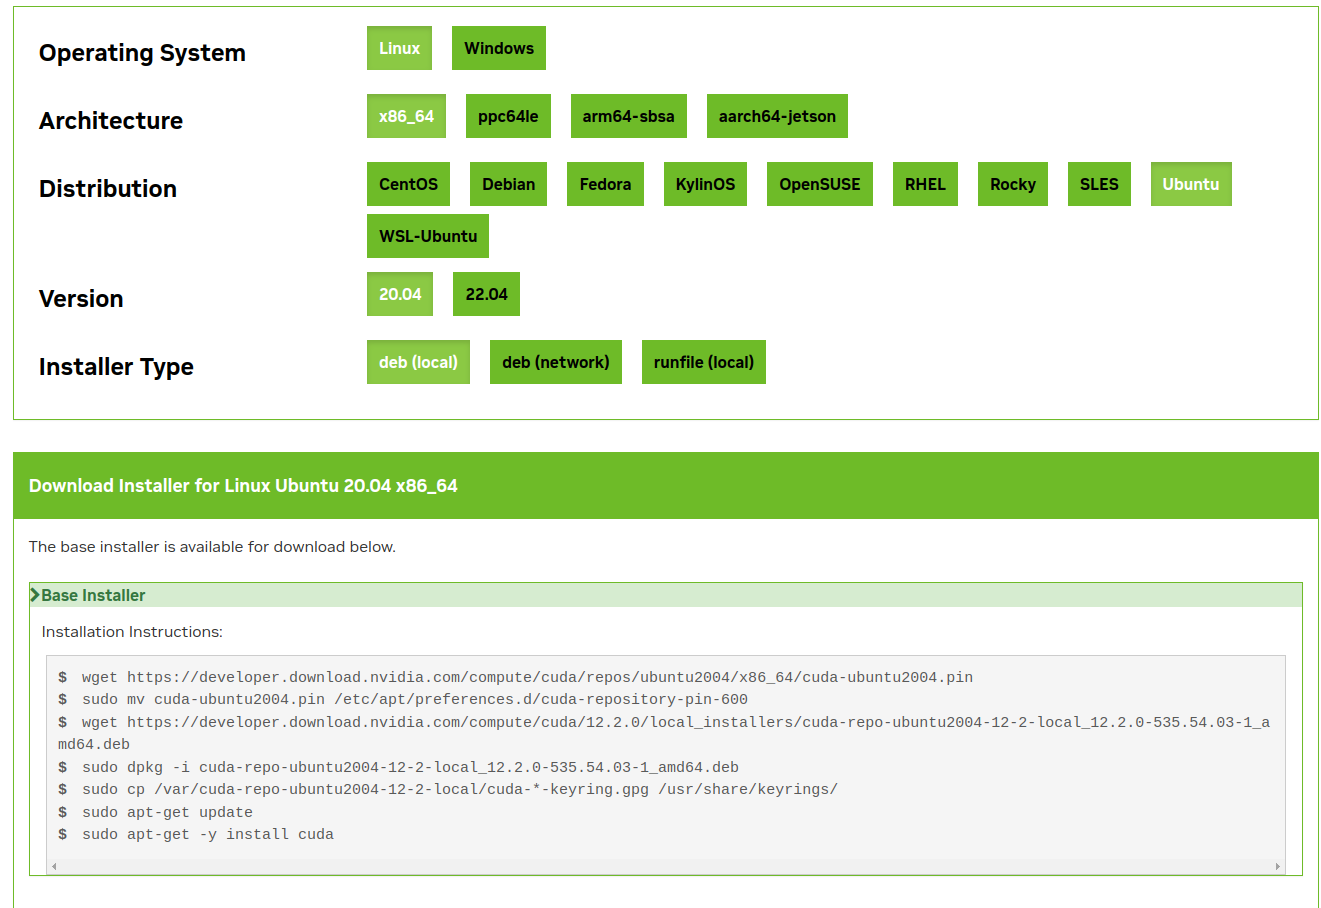 Operating System Linux Windows
Architecture x86_64 ppc64le arm64-sbsa aarch64-jetson
Distribution CentOS Debian Fedora KylinOS OpenSUSE RHEL Rocky SLES Ubuntu
WSL-Ubuntu
Version 20.04 22.04
Installer Type deb (local) deb (network) runfile (local)
Download Installer for Linux Ubuntu 20.04 x86_64
The base installer is available for download below.
Base Installer
Installation Instructions:
$ wget https://developer.download.nvidia.com/compute/cuda/repos/ubuntu2004/x86_64/cuda-ubuntu2004.pin
$ sudo mv cuda-ubuntu2004.pin /etc/apt/preferences.d/cuda-repository-pin-600
$ wget https://developer.download.nvidia.com/compute/cuda/12.2.0/local_installers/cuda-repo-ubuntu2004-12-2-local_12.2.0-535.54.03-1_a
md64.deb
$ sudo dpkg -i cuda-repo-ubuntu2004-12-2-local_12.2.0-535.54.03-1_amd64.deb
$ sudo cp /var/cuda-repo-ubuntu2004-12-2-local/cuda-*-keyring.gpg /usr/share/keyrings/
$ sudo apt-get update
$ sudo apt-get -y install cuda